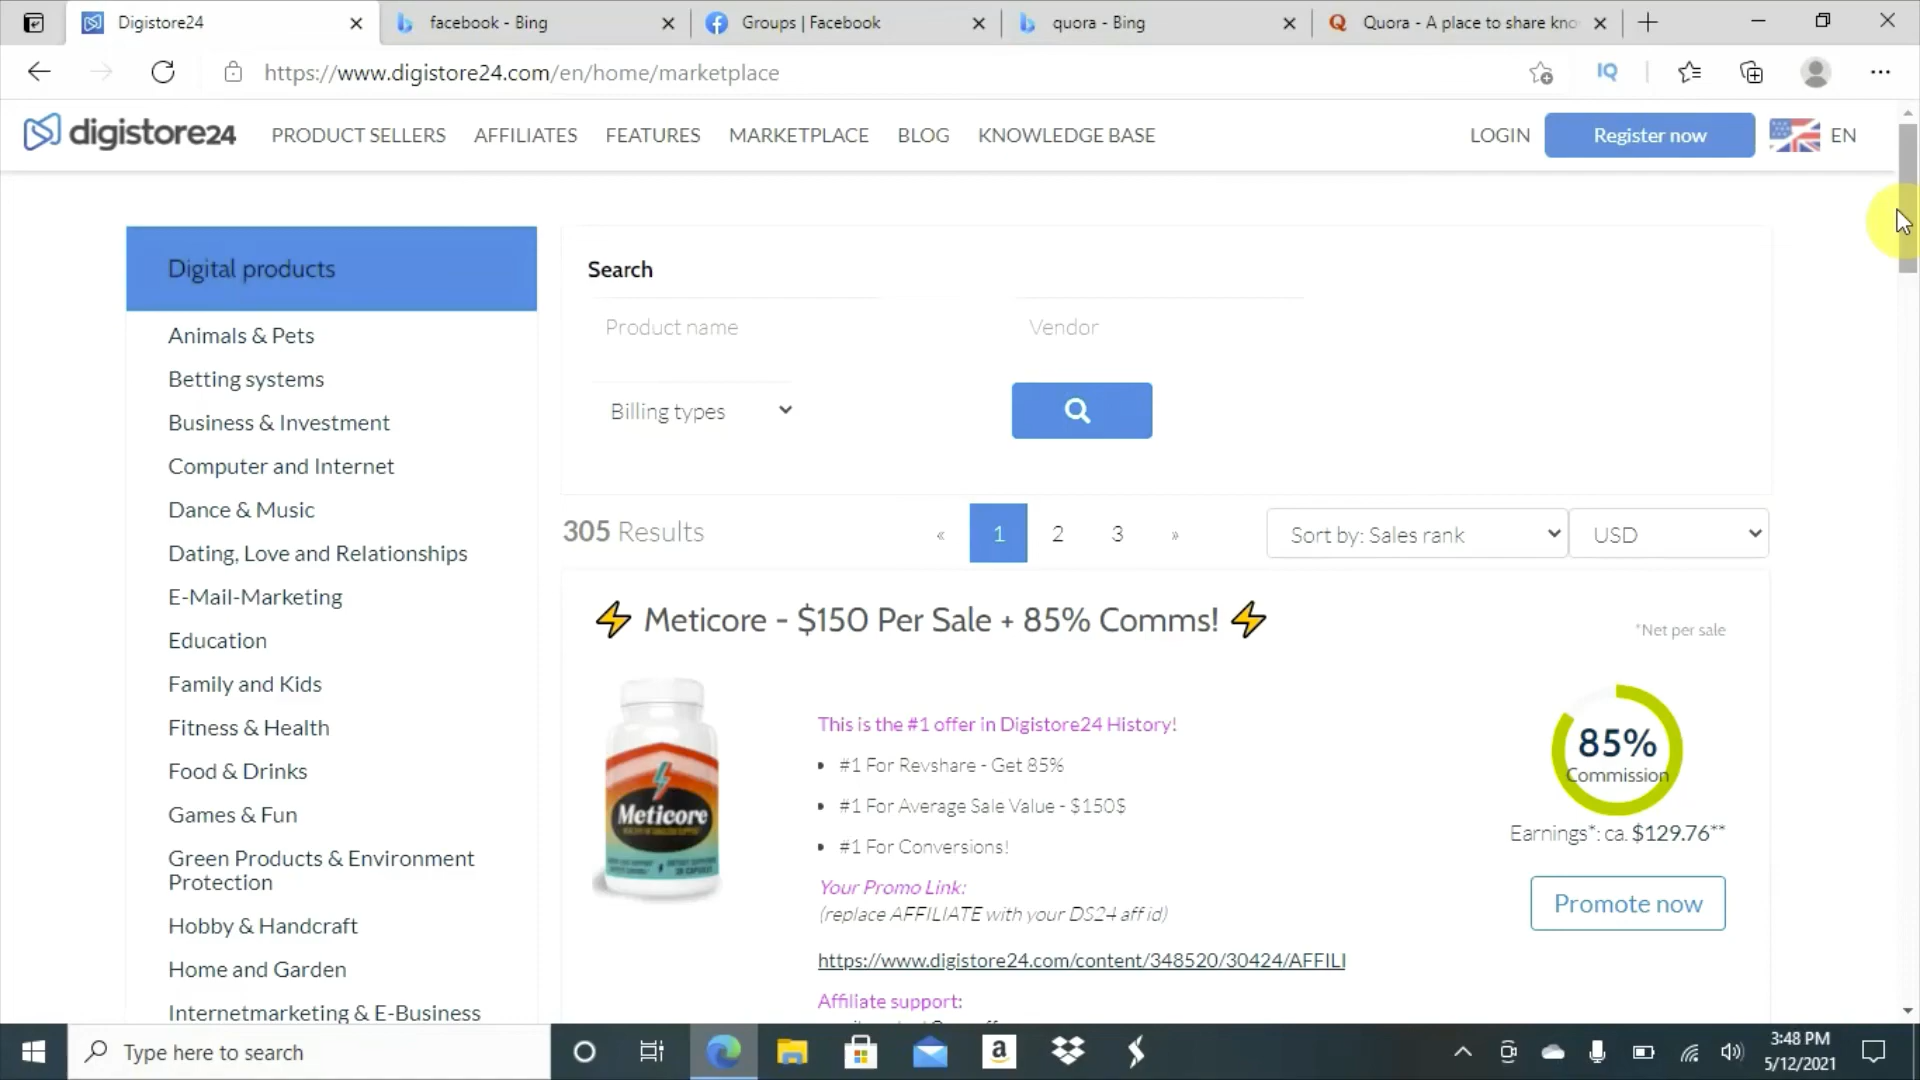 Digistore24
facebook - Bing
Groups | Facebook
quora - Bing
Quora - A place to share kno
https://www.digistore24.com/en/home/marketplace
IQ
digistore24
PRODUCT SELLERS
AFFILIATES
FEATURES
MARKETPLACE
BLOG
KNOWLEDGE BASE
LOGIN
Register now
EN
Digital products
Animals & Pets
Betting systems
Business & Investment
Computer and Internet
Dance & Music
Dating, Love and Relationships
E-Mail-Marketing
Education
Family and Kids
Fitness & Health
Food & Drinks
Games & Fun
Green Products & Environment
Protection
Hobby & Handcraft
Home and Garden
Internetmarketing & E-Business
Search
Product name
Vendor
Billing types
305 Results
« 1 2 3 »
Sort by: Sales rank
USD
⚡ Meticore - $150 Per Sale + 85% Comms! ⚡
*Net per sale
Meticore
This is the #1 offer in Digistore24 History!
• #1 For Revshare - Get 85%
• #1 For Average Sale Value - $150$
• #1 For Conversions!
Your Promo Link:
(replace AFFILIATE with your DS24 aff id)
https://www.digistore24.com/content/348520/30424/AFFILI
Affiliate support:
85%
Commission
Earnings*: ca. $129.76**
Promote now
Type here to search
3:48 PM
5/12/2021